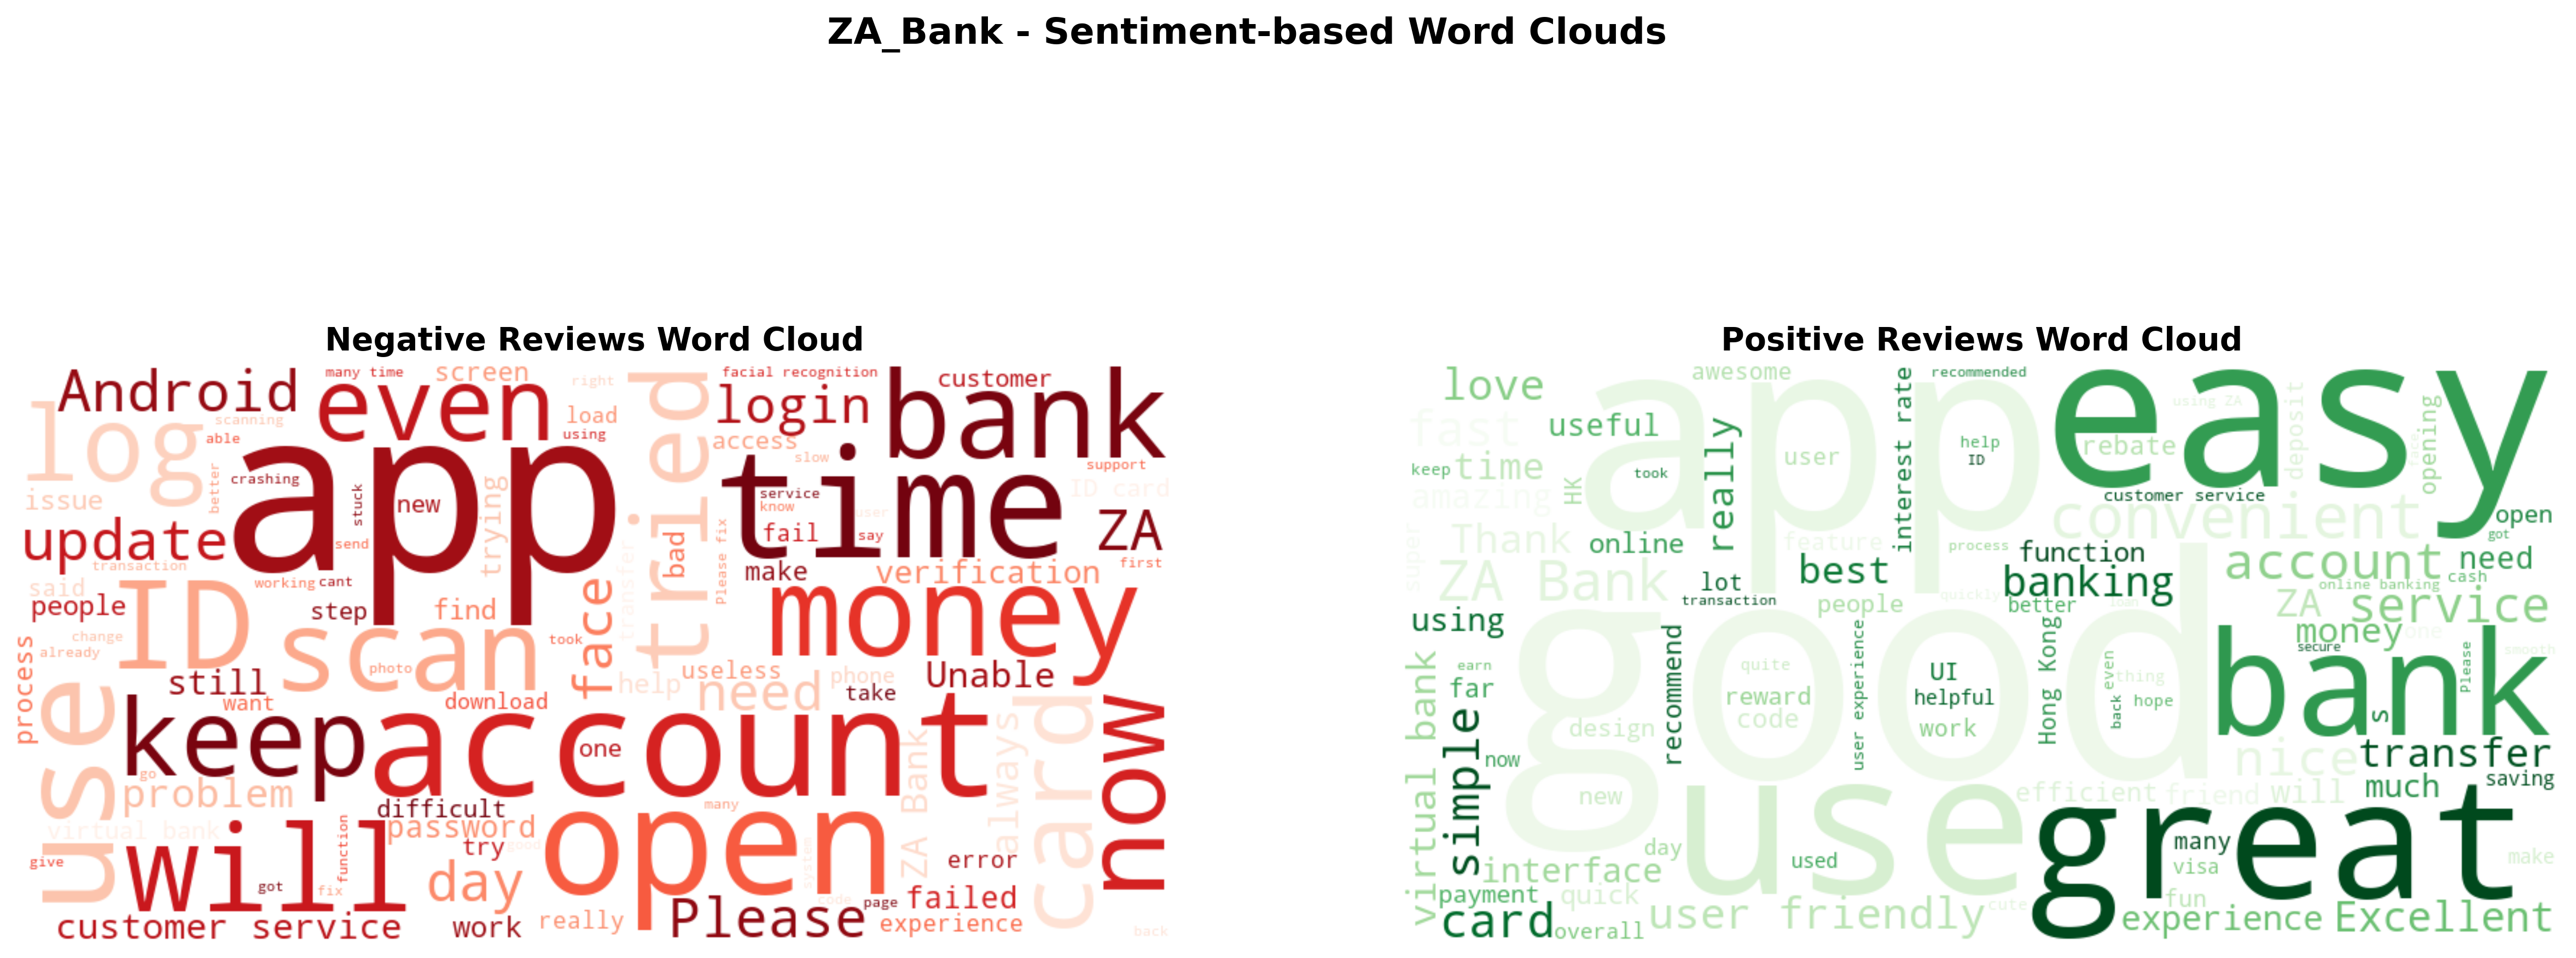 ZA_Bank - Sentiment-based Word Clouds
Negative Reviews Word Cloud
Android
many time
screen
right
facial recognition
customer
bank
even
tried
login
log
scanning
able
load
using
access
slow
support
ID card
app
crashing
better
stuck
new
trying
time
service
know
user
issue
update
send
bad
fail
say
ZA
Please fix
transaction
make
verification
first
said
working
cant
transfer
people
ID
step
find
face
money
process
change
already
scan
photo
took
still
want
download
help
useless
need
phone
take
Unable
use
keep
account
one
now
card
always
ZA Bank
go
problem
difficult
many
virtual bank
password
open
will
function
try
good
system
error
give
got
fix
day
code
page
failed
customer service
work
really
Please
experience
back
Positive Reviews Word Cloud
love
awesome
recommended
easy
app
interest rate
using ZA
deposit
fast
useful
really
user
help
ID
rebate
opening
face
keep
time
took
amazing
HK
customer service
convenient
open
got
super
Thank
online
feature
process
function
account
need
ZA Bank
lot
best
banking
online banking
cash
transaction
quickly
people
better
loan
ZA
service
using
money
one
good
recommend
user experience
Hong Kong
secure
smooth
virtual bank
earn
quite
UI
even
thing
bank
Please
far
reward
helpful
back
hope
simple
design
code
work
s
now
nice
transfer
new
use
efficient
friend
will
much
saving
great
interface
day
used
many
visa
make
payment
quick
fun
card
overall
user friendly
cute
experience
Excellent